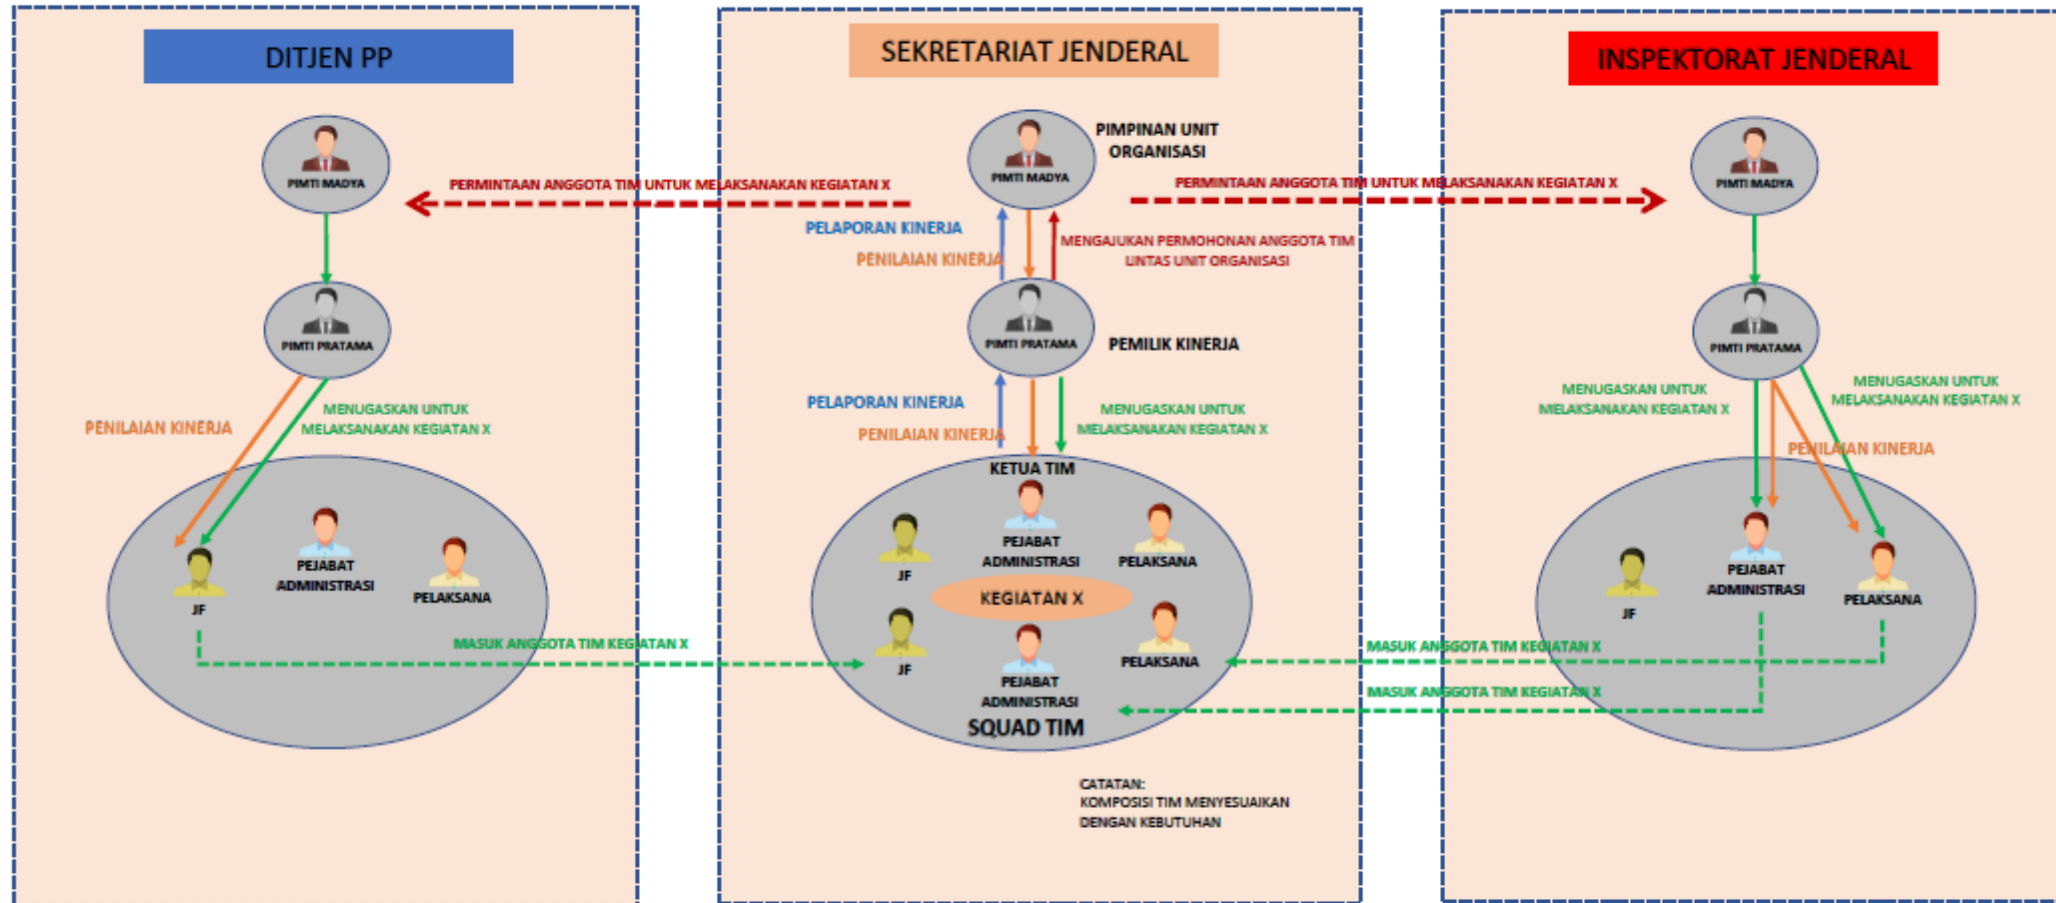 DITJEN PP
PIMTI MADYA
PIMTI PRATAMA
PENILAIAN KINERJA
MENUGASKAN UNTUK
MELAKSANAKAN KEGIATAN X
JF
PEJABAT
ADMINISTRASI
PELAKSANA
MASUK ANGGOTA TIM KEGIATAN X
PERMINTAAN ANGGOTA TIM UNTUK MELAKSANAKAN KEGIATAN X
SEKRETARIAT JENDERAL
PIMPINAN UNIT
ORGANISASI
PIMTI MADYA
PELAPORAN KINERJA
PENILAIAN KINERJA
MENGAJUKAN PERMOHONAN ANGGOTA TIM
LINTAS UNIT ORGANISASI
PIMTI PRATAMA
PEMILIK KINERJA
PELAPORAN KINERJA
PENILAIAN KINERJA
MENUGASKAN UNTUK
MELAKSANAKAN KEGIATAN X
KETUA TIM
JF
PEJABAT
ADMINISTRASI
PELAKSANA
KEGIATAN X
JF
PEJABAT
ADMINISTRASI
PELAKSANA
SQUAD TIM
CATATAN:
KOMPOSISI TIM MENYESUAIKAN
DENGAN KEBUTUHAN
PERMINTAAN ANGGOTA TIM UNTUK MELAKSANAKAN KEGIATAN X
INSPEKTORAT JENDERAL
PIMTI MADYA
PIMTI PRATAMA
MENUGASKAN UNTUK
MELAKSANAKAN KEGIATAN X
MENUGASKAN UNTUK
MELAKSANAKAN KEGIATAN X
PENILAIAN KINERJA
JF
PEJABAT
ADMINISTRASI
PELAKSANA
MASUK ANGGOTA TIM KEGIATAN X
MASUK ANGGOTA TIM KEGIATAN X